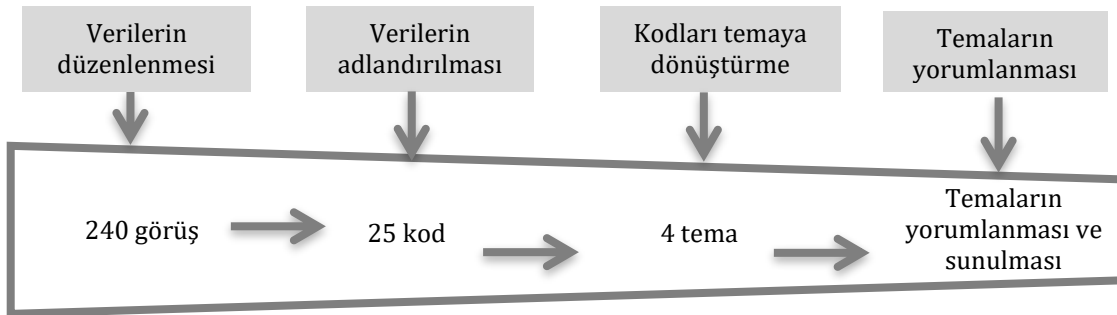 Verilerin
düzenlenmesi
Verilerin
adlandırılması
Kodları temaya
dönüştürme
Temaların
yorumlanması
240 görüş
25 kod
4 tema
Temaların
yorumlanması ve
sunulması